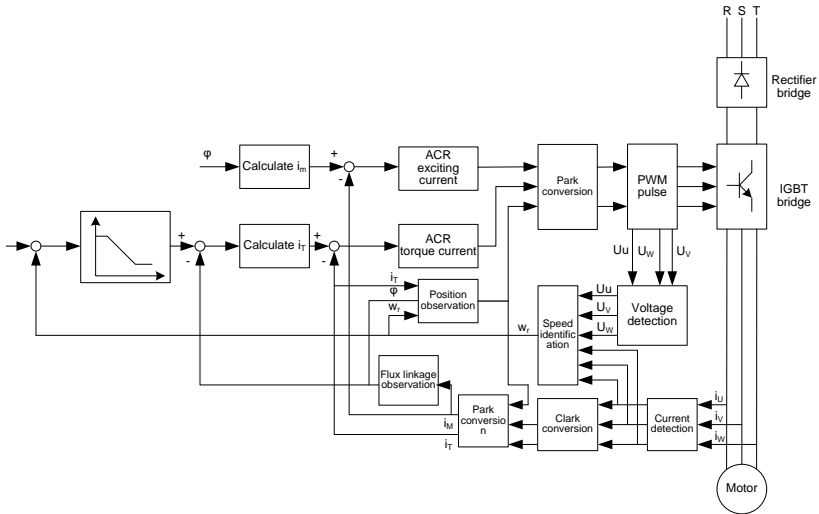 R S T
Rectifier
bridge
φ
Calculate im
+
-
ACR
exciting
current
Park
conversion
PWM
pulse
IGBT
bridge
+
-
Calculate iT
+
-
ACR
torque current
Uu UW UV
iT
φ
wr
Position
observation
wr
Speed
identific
ation
Uu
UV
UW
Voltage
detection
Flux linkage
observation
iM
iT
Park
conversio
n
Clark
conversion
Current
detection
iU
iV
iW
Motor